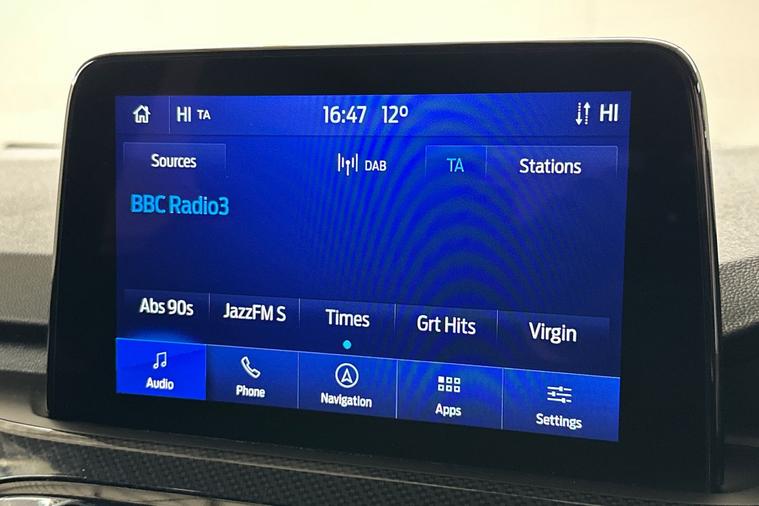 HI TA 16:47 12° HI
Sources DAB TA Stations
BBC Radio3
Abs 90s JazzFM S Times Grt Hits Virgin
Audio Phone Navigation Apps Settings